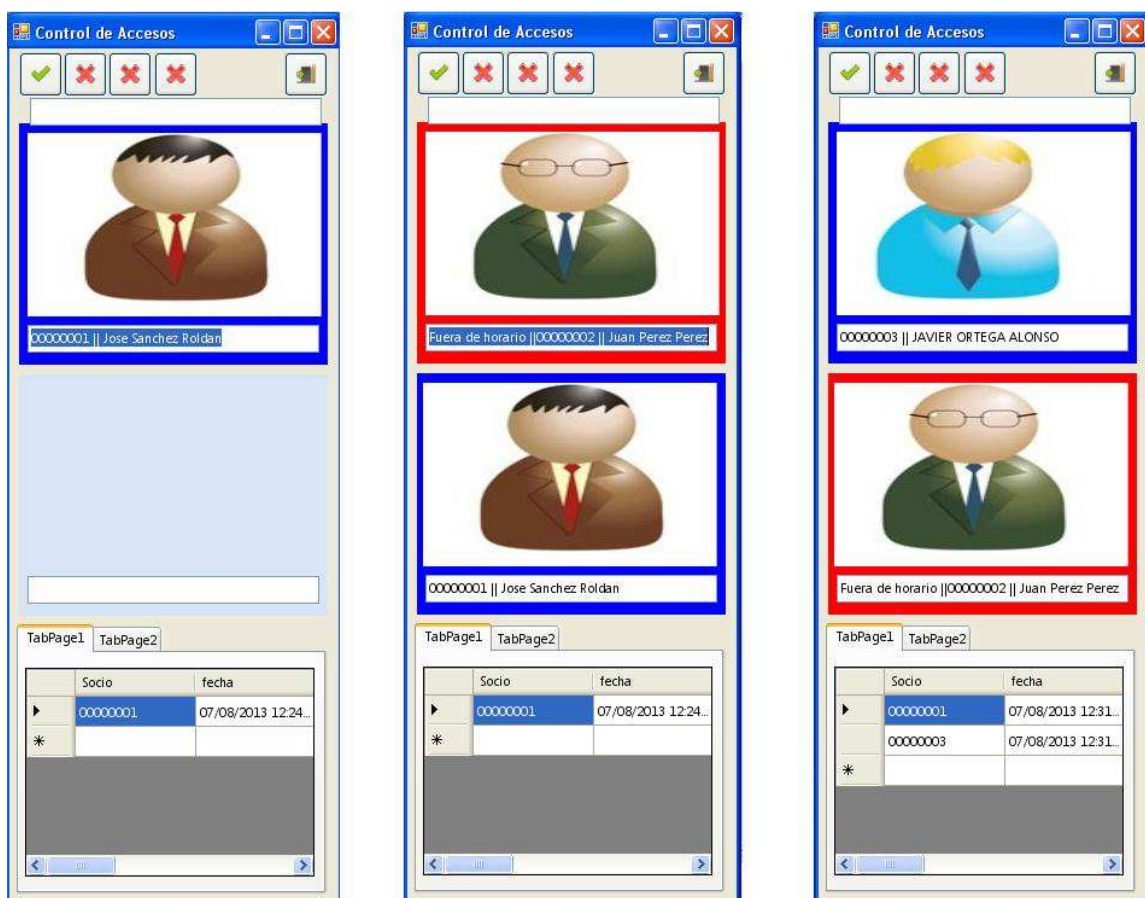 Control de Accesos
00000001 || Jose Sanchez Roldan
TabPage1 TabPage2
Socio fecha
00000001 07/08/2013 12:24...
Control de Accesos
Fuera de horario ||00000002 || Juan Perez Perez
00000001 || Jose Sanchez Roldan
TabPage1 TabPage2
Socio fecha
00000001 07/08/2013 12:24...
Control de Accesos
00000003 || JAVIER ORTEGA ALONSO
Fuera de horario ||00000002 || Juan Perez Perez
TabPage1 TabPage2
Socio fecha
00000001 07/08/2013 12:31...
00000003 07/08/2013 12:31...